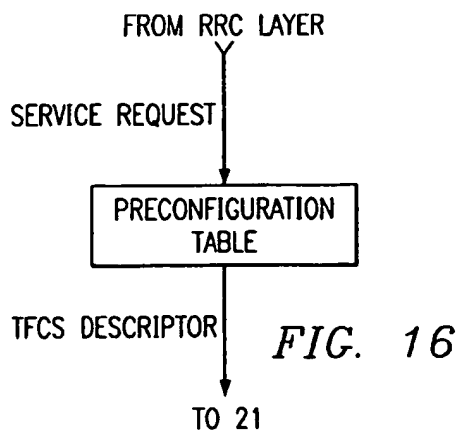 FROM RRC LAYER
SERVICE REQUEST
PRECONFIGURATION
TABLE
TFCS DESCRIPTOR
FIG. 16
TO 21